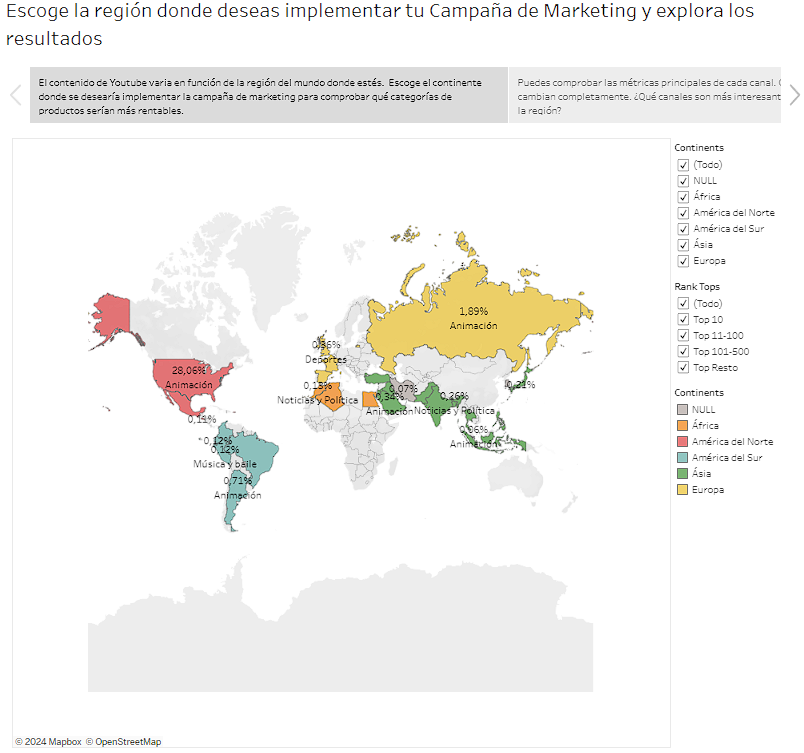 Escoge la región donde deseas implementar tu Campaña de Marketing y explora los
resultados
El contenido de Youtube varia en función de la región del mundo donde estés. Escoge el continente
donde se desearía implementar la campaña de marketing para comprobar qué categorías de
productos serían más rentables.
Puedes comprobar las métricas principales de cada canal.
cambian completamente. ¿Qué canales son más interesant
la región?
Continents
(Todo)
NULL
África
América del Norte
América del Sur
Ásia
Europa
Rank Tops
(Todo)
Top 10
Top 11-100
Top 101-500
Top Resto
Continents
NULL
África
América del Norte
América del Sur
Ásia
Europa
1,89%
Animación
0,36%
Deportes
28,06%
Animación
0,13%
Noticias y Política
0,07%
0,34%
Animación
0,26%
Noticias y Política
0,21%
0,06%
Animación
0,11%
0,12%
0,12%
Música y baile
0,71%
Animación
© 2024 Mapbox © OpenStreetMap